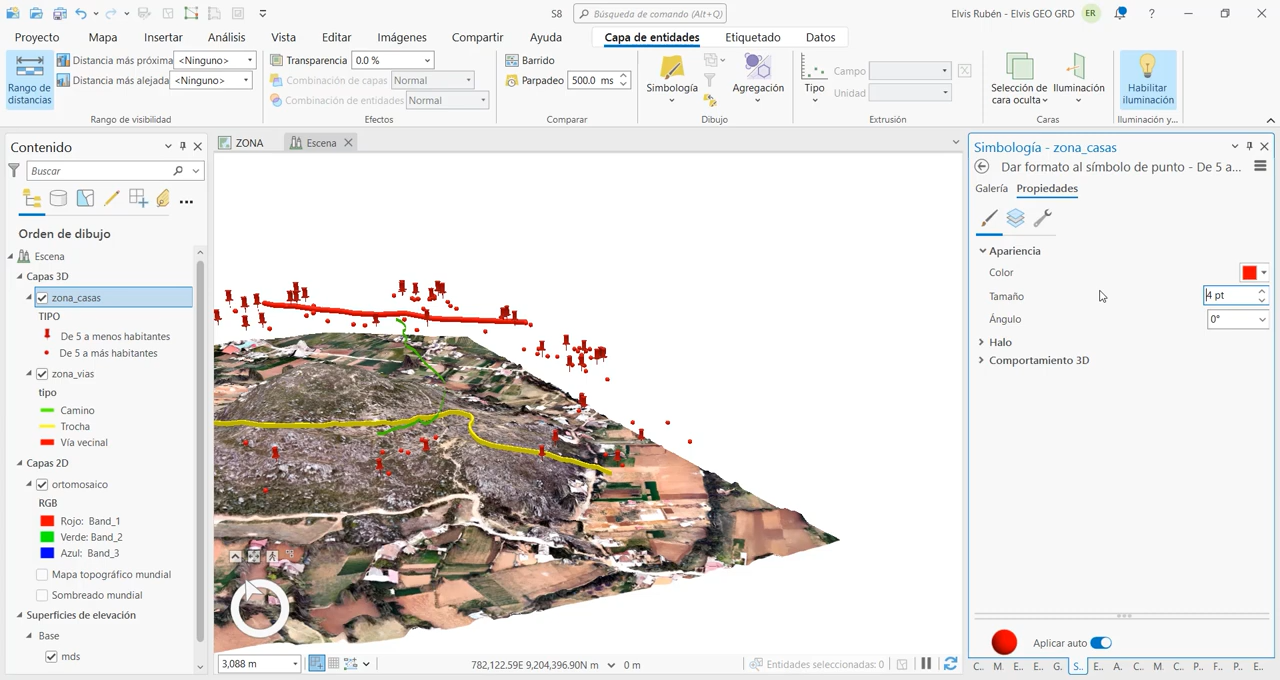 S8
Búsqueda de comando (Alt+Q)
Elvis Rubén - Elvis GEO GRD
ER
?
Proyecto
Mapa
Insertar
Análisis
Vista
Editar
Imágenes
Compartir
Ayuda
Capa de entidades
Etiquetado
Datos
Rango de distancias
Distancia más próxima
<Ninguno>
Distancia más alejada
<Ninguno>
Rango de visibilidad
Transparencia
0.0 %
Combinación de capas
Normal
Combinación de entidades
Normal
Efectos
Barrido
Parpadeo
500.0 ms
Comparar
Simbología
Agregación
Dibujo
Tipo
Campo
Unidad
Extrusión
Selección de cara oculta
Iluminación
Caras
Habilitar iluminación
Iluminación y...
Contenido
Buscar
Orden de dibujo
Escena
Capas 3D
zona_casas
TIPO
De 5 a menos habitantes
De 5 a más habitantes
zona_vias
tipo
Camino
Trocha
Vía vecinal
Capas 2D
ortomosaico
RGB
Rojo: Band_1
Verde: Band_2
Azul: Band_3
Mapa topográfico mundial
Sombreado mundial
Superficies de elevación
Base
mds
ZONA
Escena
3,088 m
782,122.59E 9,204,396.90N m
0 m
Entidades seleccionadas: 0
Simbología - zona_casas
Dar formato al símbolo de punto - De 5 a...
Galería
Propiedades
Apariencia
Color
Tamaño
4 pt
Ángulo
0°
Halo
Comportamiento 3D
Aplicar auto
C..
M.
E..
E..
G.
S..
E..
A.
C..
M.
C..
P..
F..
P..
E..